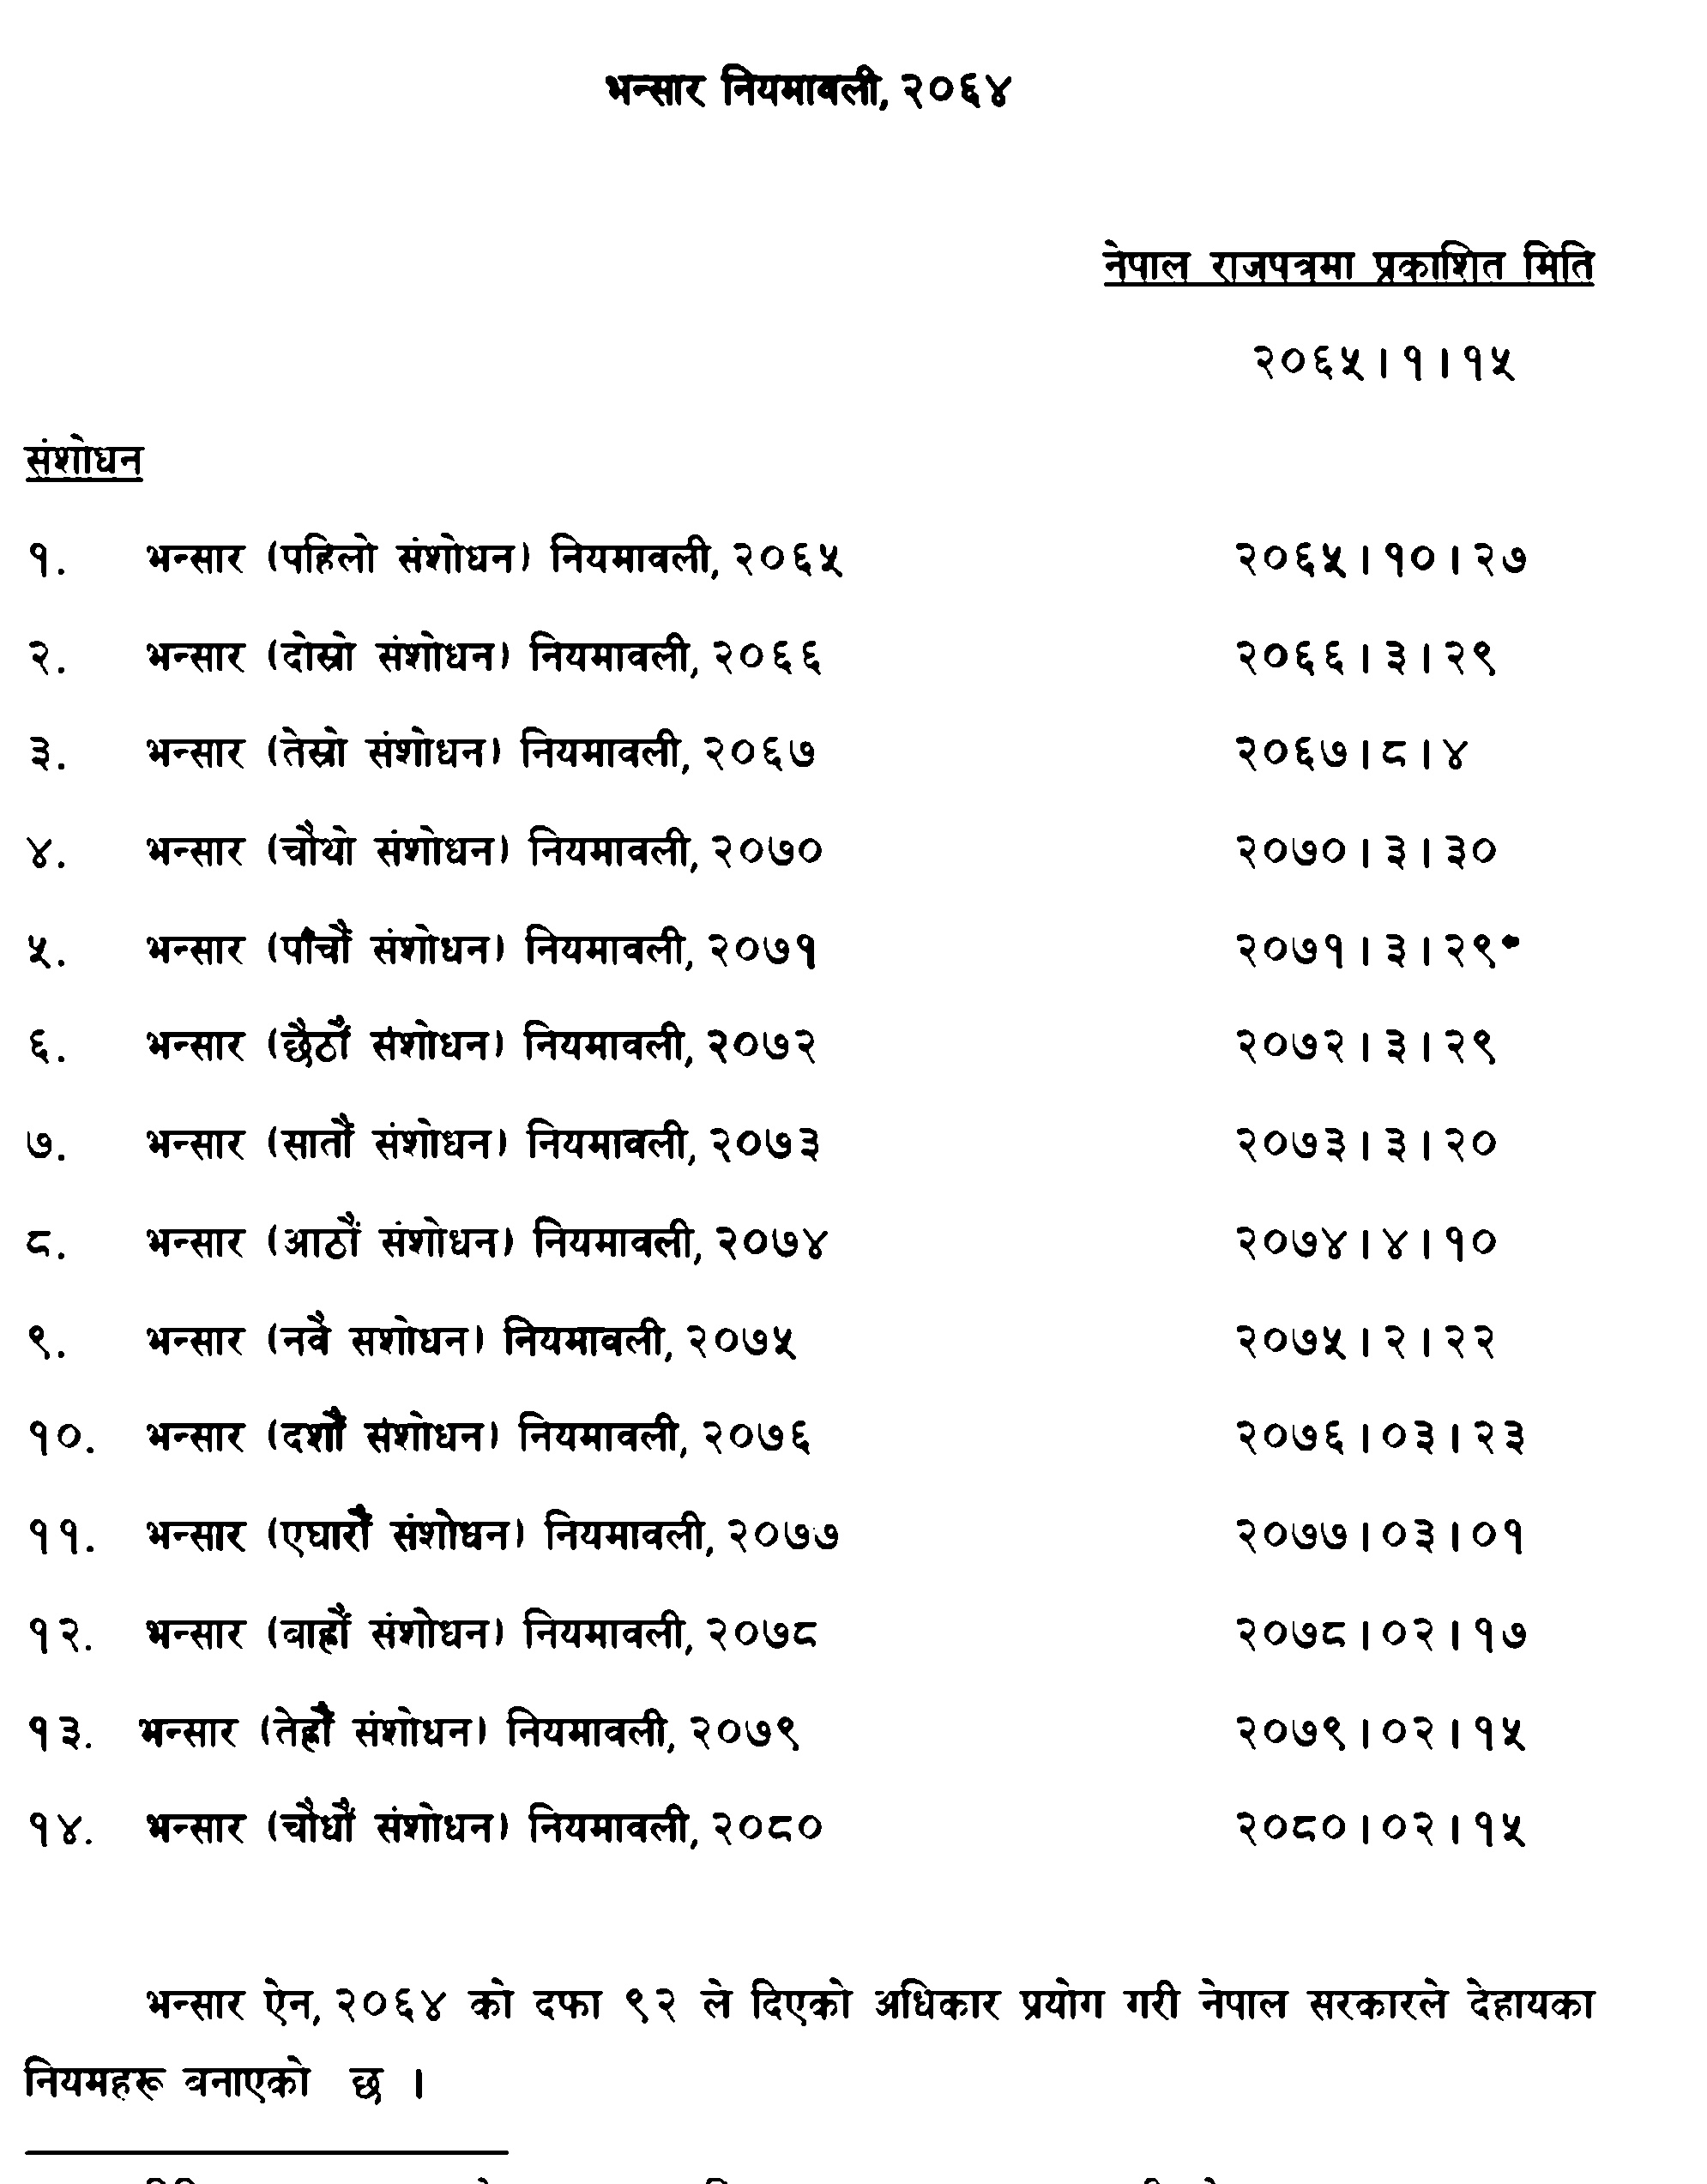 भन्सार नियमावली, २०६४
नेपाल राजपत्रमा प्रकाशित मिति
२०६५।१।१५
संशोधन
१. भन्सार (पहिलो संशोधन) नियमावली, २०६५ २०६५।१०।२७
२. भन्सार (दोस्रो संशोधन) नियमावली, २०६६ २०६६।३।२९
३. भन्सार (तेस्रो संशोधन) नियमावली, २०६७ २०६७।८।४
४. भन्सार (चौथो संशोधन) नियमावली, २०७० २०७०।३।३०
५. भन्सार (पाँचौं संशोधन) नियमावली, २०७१ २०७१।३।२९
६. भन्सार (छैठौं संशोधन) नियमावली, २०७२ २०७२।३।२९
७. भन्सार (सातौं संशोधन) नियमावली, २०७३ २०७३।३।२०
८. भन्सार (आठौं संशोधन) नियमावली, २०७४ २०७४।४।१०
९. भन्सार (नवै सशोधन) नियमावली, २०७५ २०७५।२।२२
१०. भन्सार (दशौं संशोधन) नियमावली, २०७६ २०७६।०३।२३
११. भन्सार (एघारौं संशोधन) नियमावली, २०७७ २०७७।०३।०१
१२. भन्सार (बाह्रौं संशोधन) नियमावली, २०७८ २०७८।०२।१७
१३. भन्सार (तेह्रौं संशोधन) नियमावली, २०७९ २०७९।०२।१५
१४. भन्सार (चौधौं संशोधन) नियमावली, २०८० २०८०।०२।१५
भन्सार ऐन, २०६४ को दफा ९२ ले दिएको अधिकार प्रयोग गरी नेपाल सरकारले देहायका
नियमहरू बनाएको छ ।